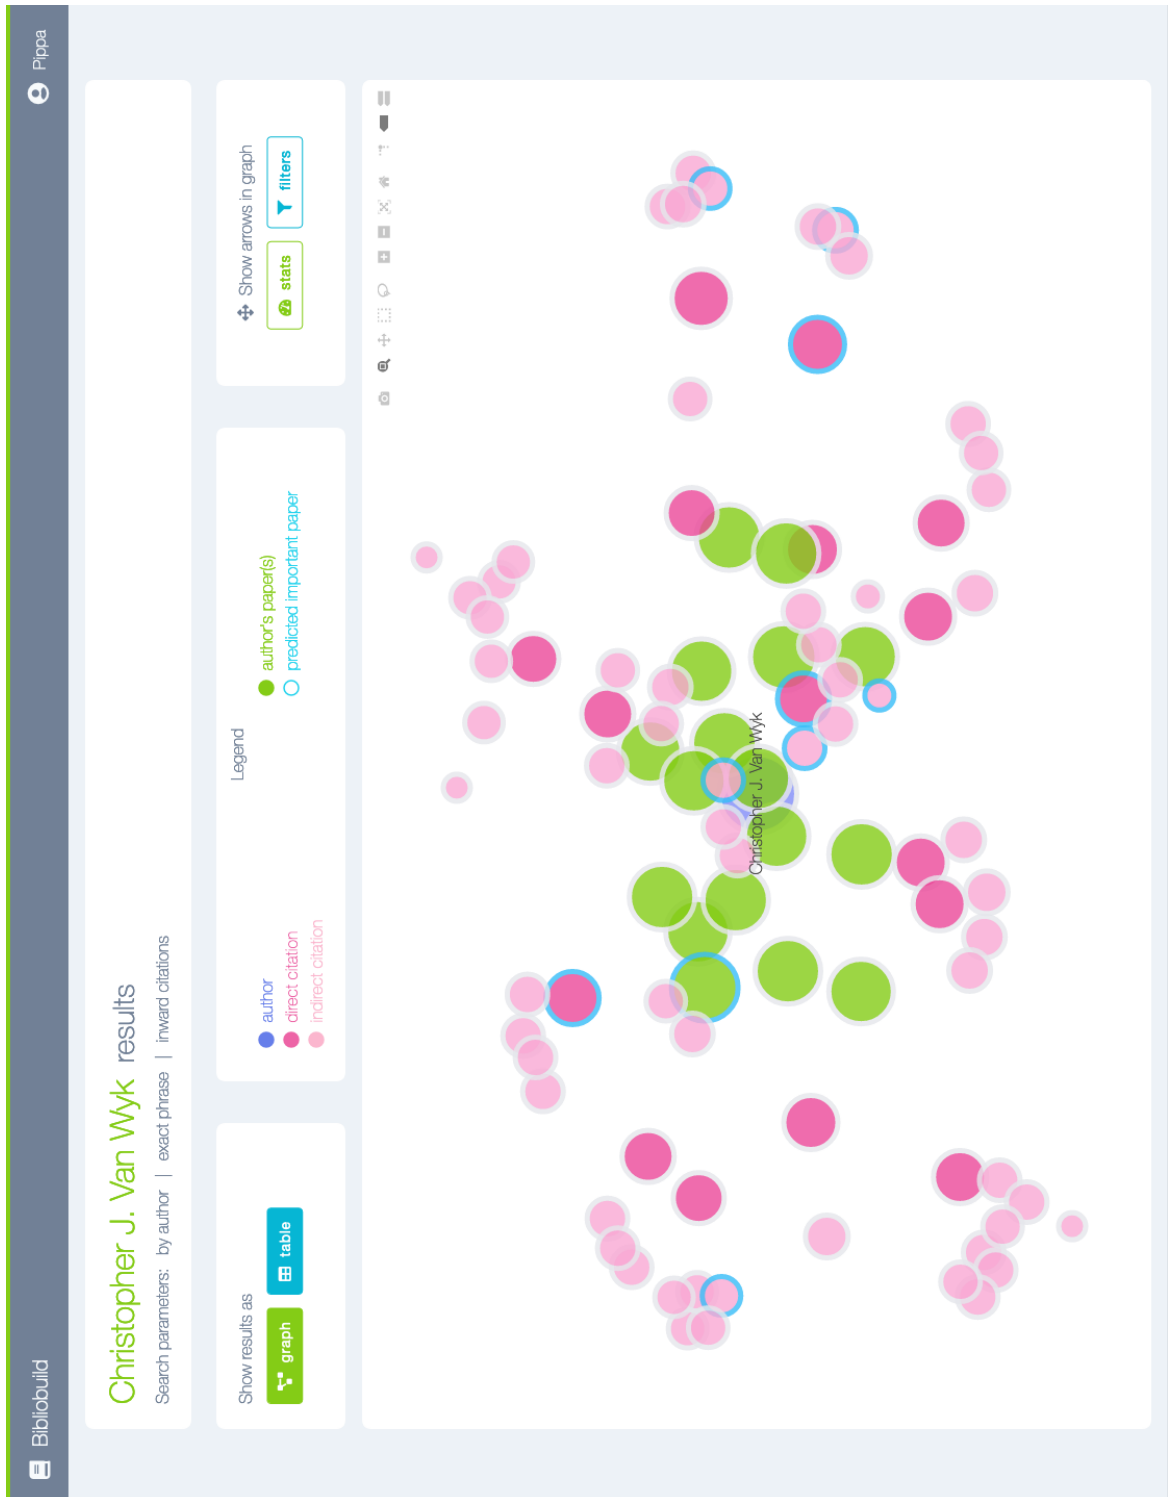 Bibliobuild
Pippa
Christopher J. Van Wyk results
Search parameters: by author | exact phrase | inward citations
Show results as
graph
table
Legend
author
direct citation
indirect citation
author's paper(s)
predicted important paper
Show arrows in graph
stats
filters
Christopher J. Van Wyk